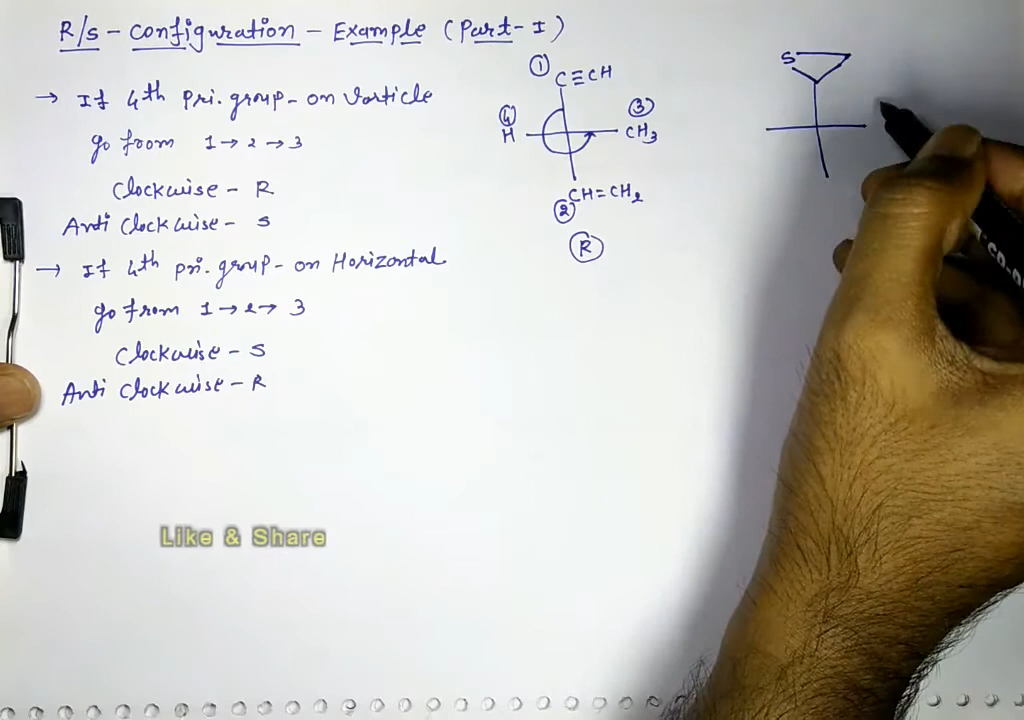 R/S - Configuration - Example (Part-I)
→ If 4th pri. group - on Varticle
go from 1 → 2 → 3
Clockwise - R
Anti Clockwise - S
→ If 4th pri. group - on Horizontal
go from 1 → 2 → 3
Clockwise - S
Anti Clockwise - R
1
C≡CH
4
H
3
CH3
CH=CH2
2
R
S
Like & Share